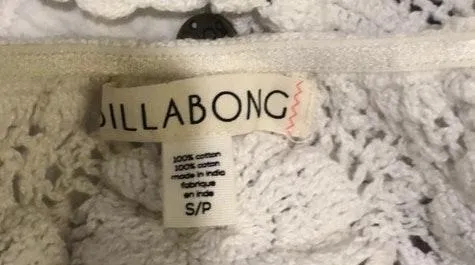 BILLABONG
100% cotton
100% coton
made in india
fabriqué
en inde
S/P